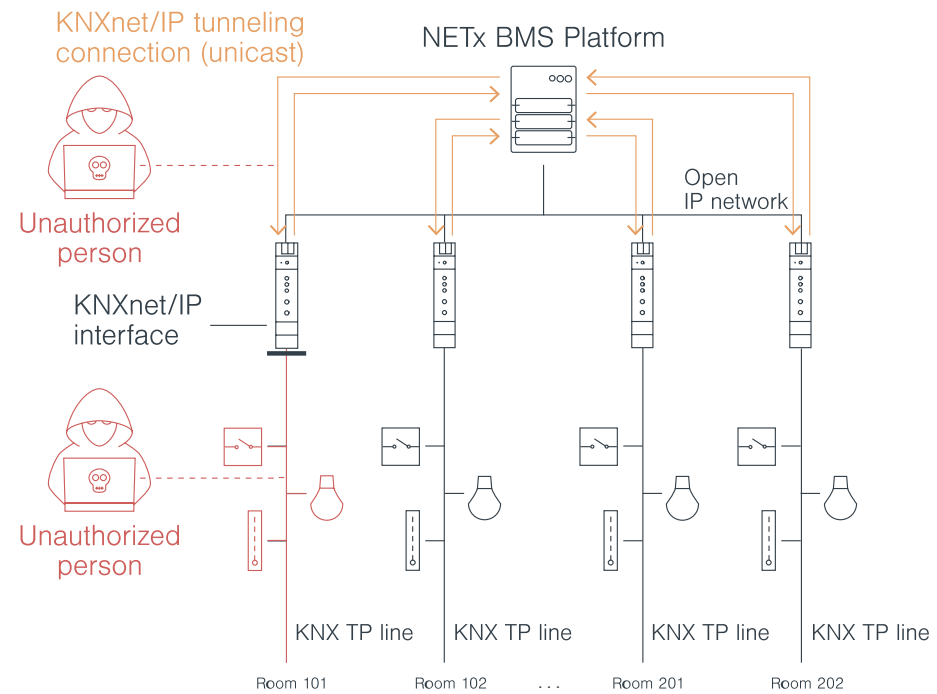 KNXnet/IP tunneling
connection (unicast)
NETx BMS Platform
Open
IP network
Unauthorized
person
KNXnet/IP
interface
Unauthorized
person
KNX TP line
KNX TP line
KNX TP line
KNX TP line
Room 101
Room 102
...
Room 201
Room 202